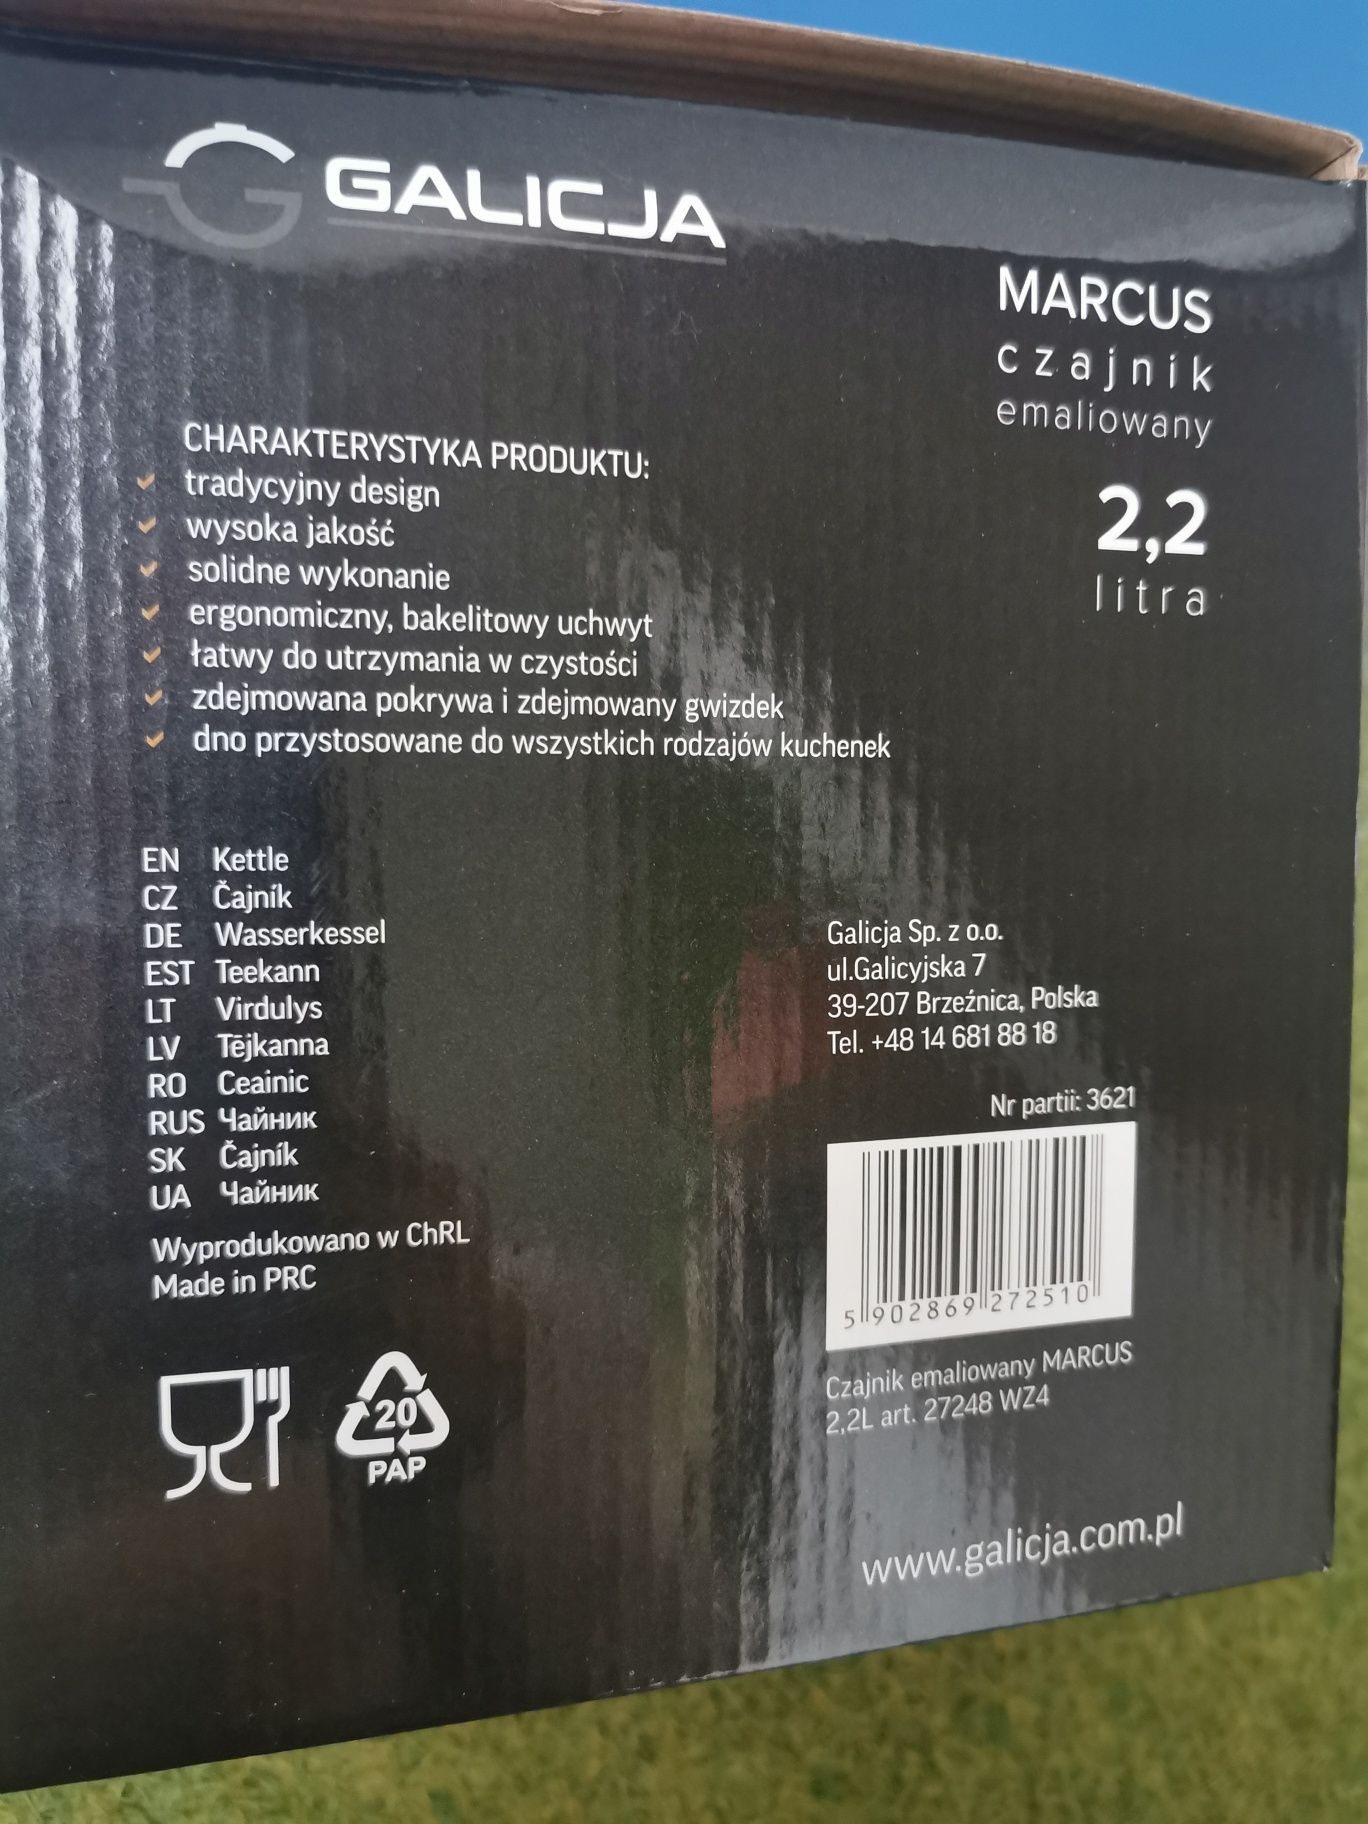 GALICJA
MARCUS
czajnik
emaliowany
2,2
litra
CHARAKTERYSTYKA PRODUKTU:
tradycyjny design
wysoka jakość
solidne wykonanie
ergonomiczny, bakelitowy uchwyt
łatwy do utrzymania w czystości
zdejmowana pokrywa i zdejmowany gwizdek
dno przystosowane do wszystkich rodzajów kuchenek
EN Kettle
CZ Čajník
DE Wasserkessel
EST Teekann
LT Virdulys
LV Tējkanna
RO Ceainic
RUS Чайник
SK Čajník
UA Чайник
Wyprodukowano w ChRL
Made in PRC
20
PAP
Galicja Sp. z o.o.
ul.Galicyjska 7
39-207 Brzeźnica, Polska
Tel. +48 14 681 88 18
Nr partii: 3621
5 902869 272510
Czajnik emaliowany MARCUS
2,2L art. 27248 WZ4
www.galicja.com.pl